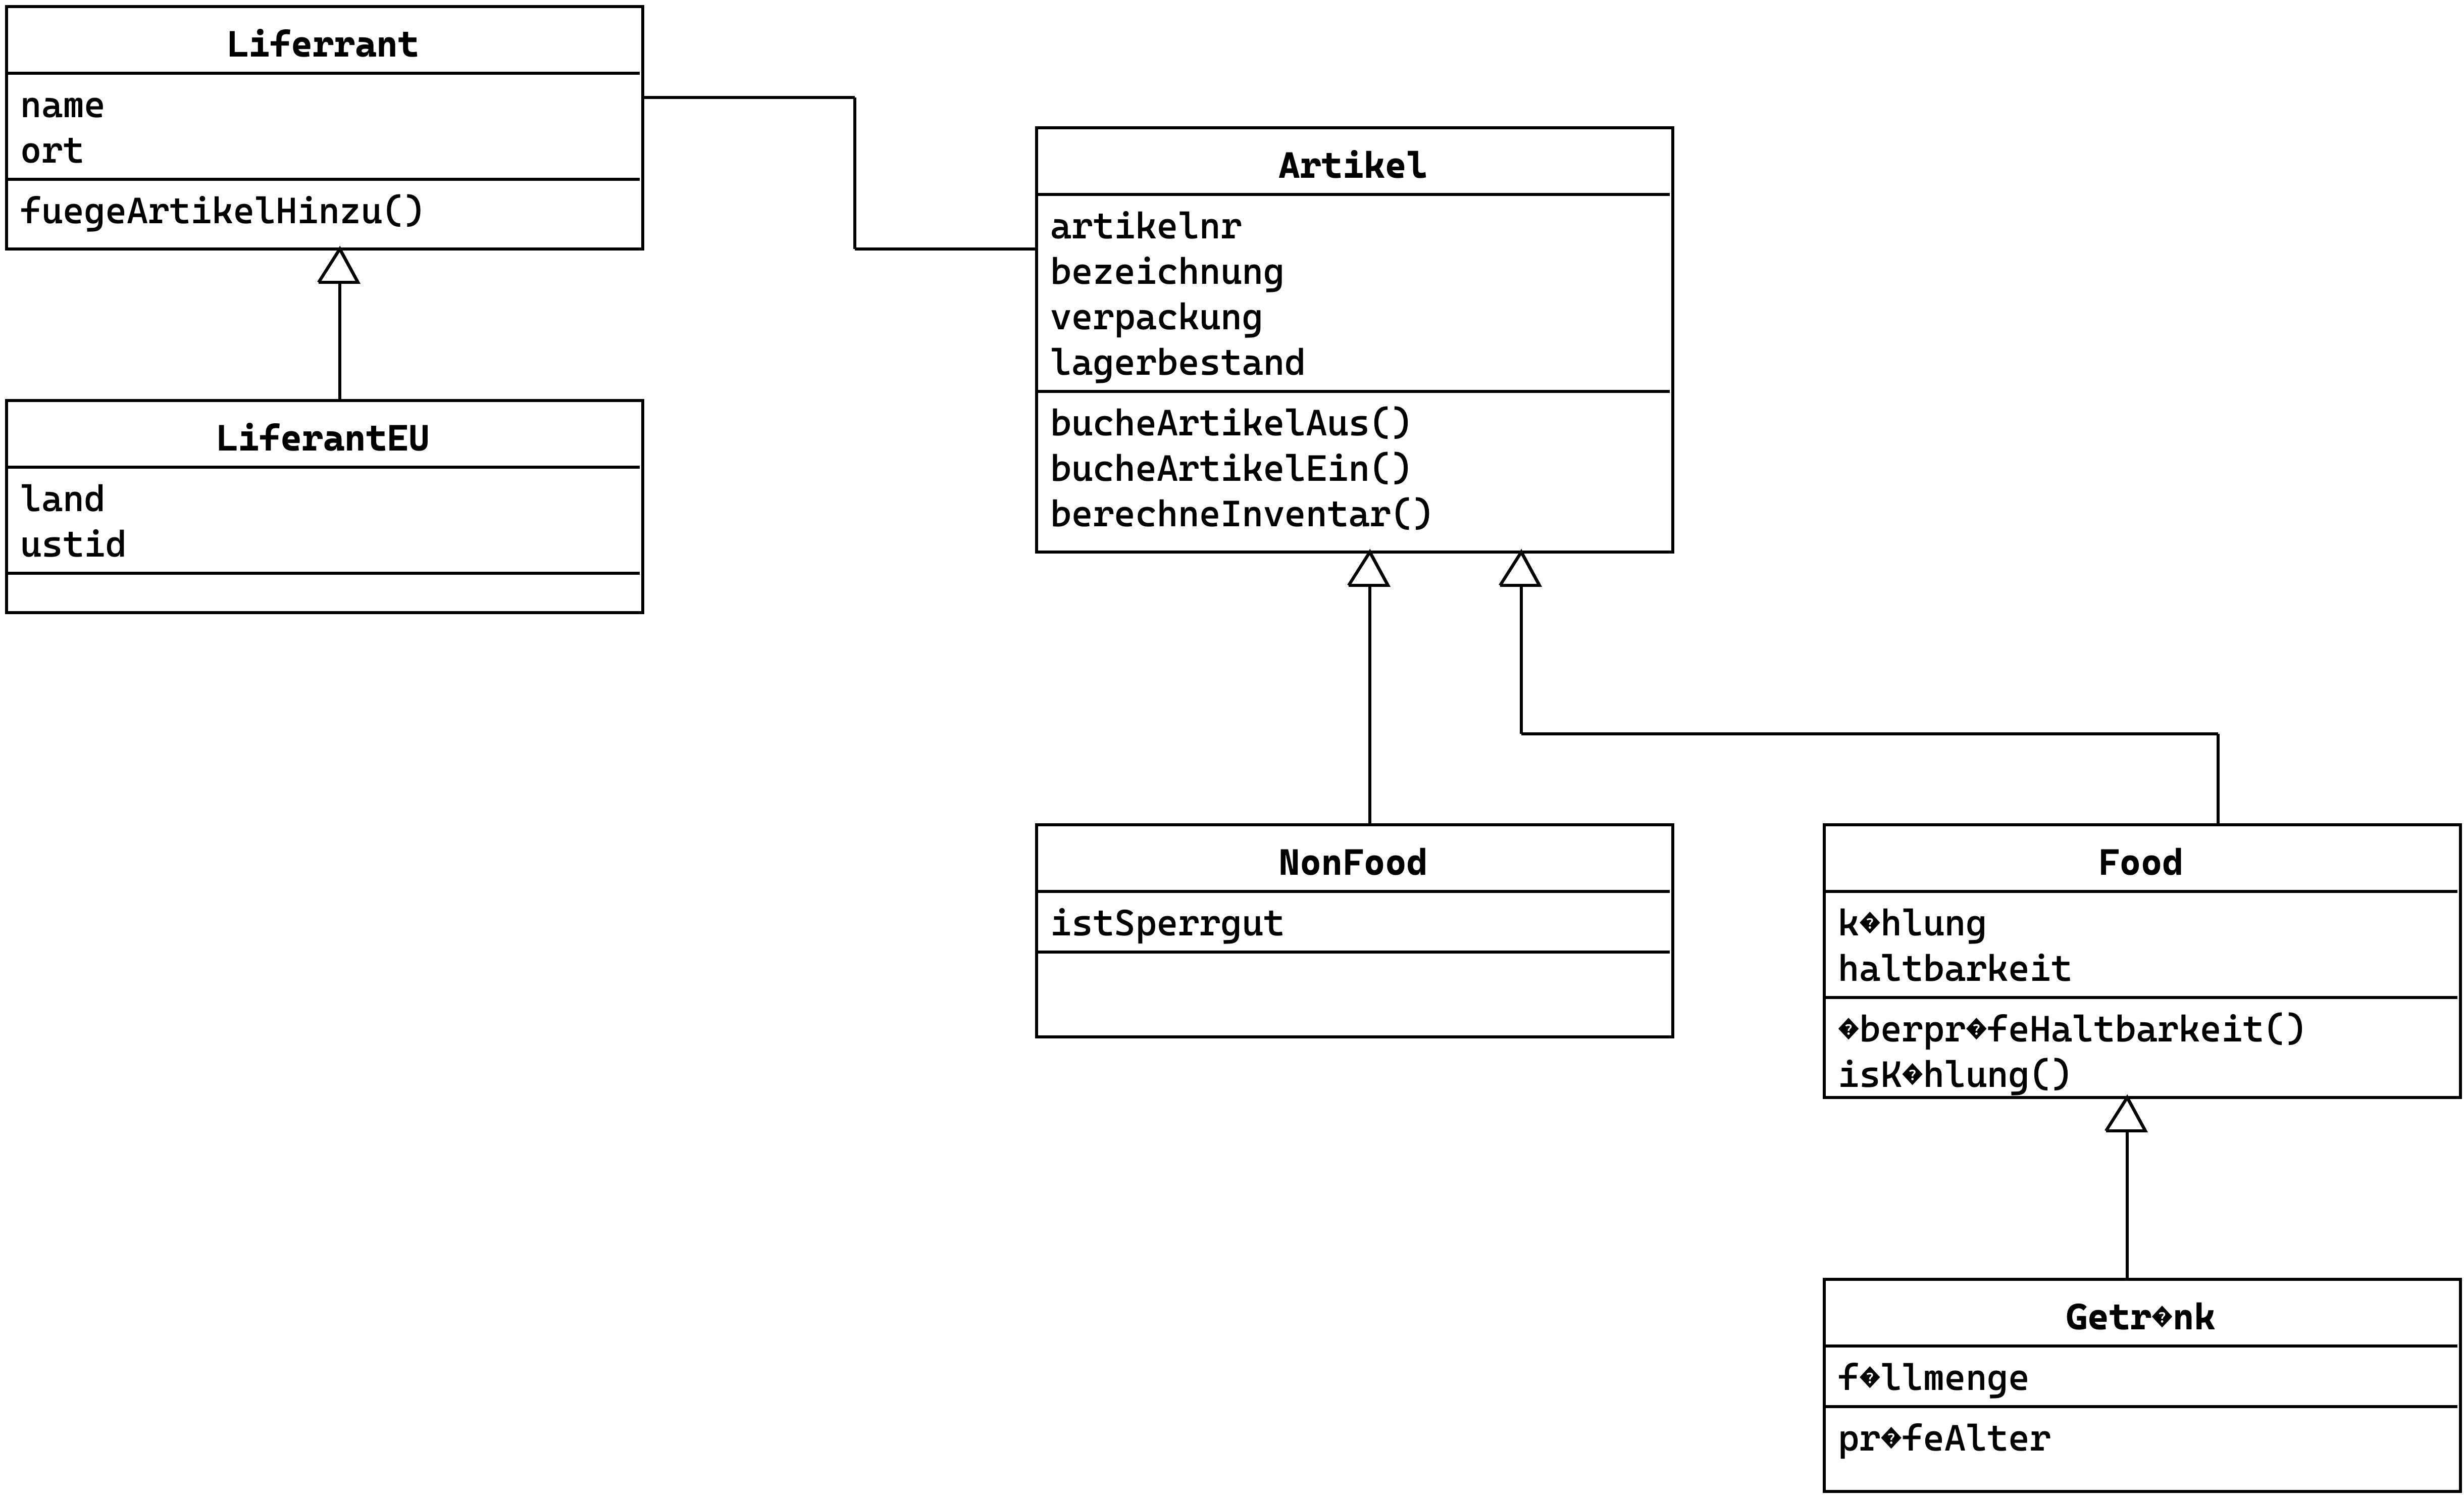 Liferrant
name
ort
fuegeArtikelHinzu()
LiferantEU
land
ustid
Artikel
artikelnr
bezeichnung
verpackung
lagerbestand
bucheArtikelAus()
bucheArtikelEin()
berechneInventar()
NonFood
istSperrgut
Food
k�hlung
haltbarkeit
�berpr�feHaltbarkeit()
isK�hlung()
Getr�nk
f�llmenge
pr�feAlter